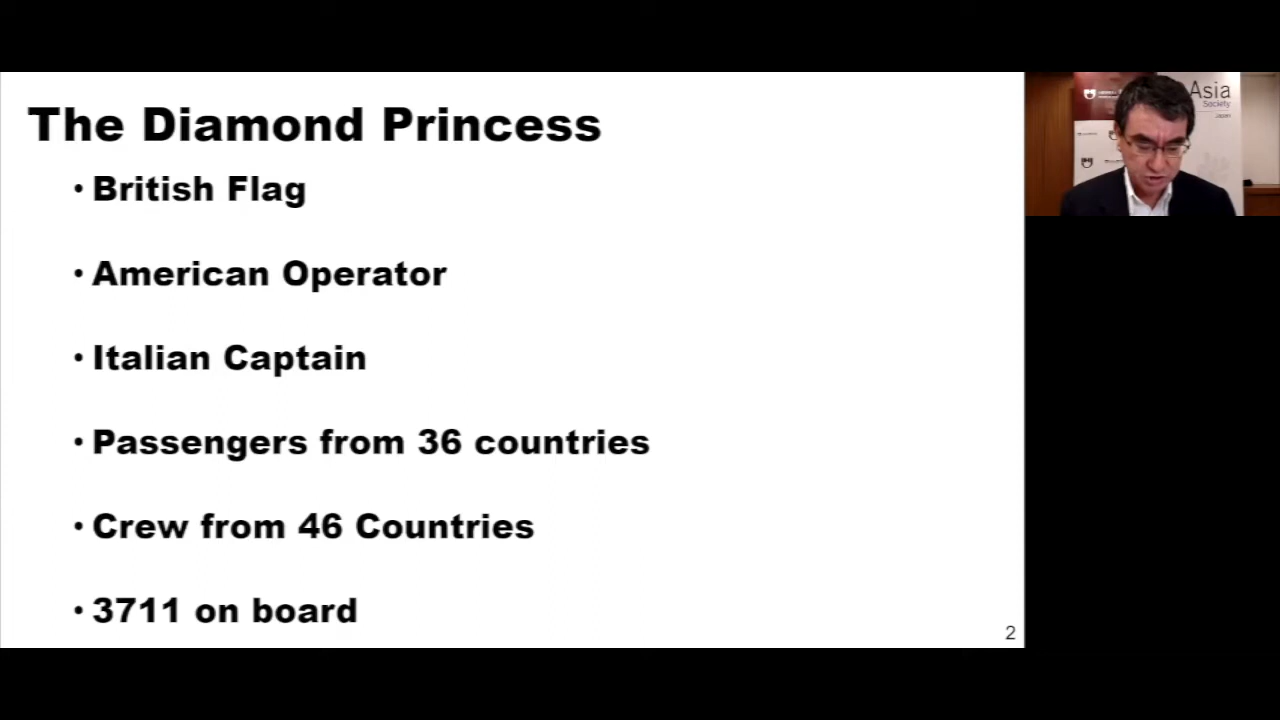 The Diamond Princess
• British Flag
• American Operator
• Italian Captain
• Passengers from 36 countries
• Crew from 46 Countries
• 3711 on board
2
Asia
Society
Japan